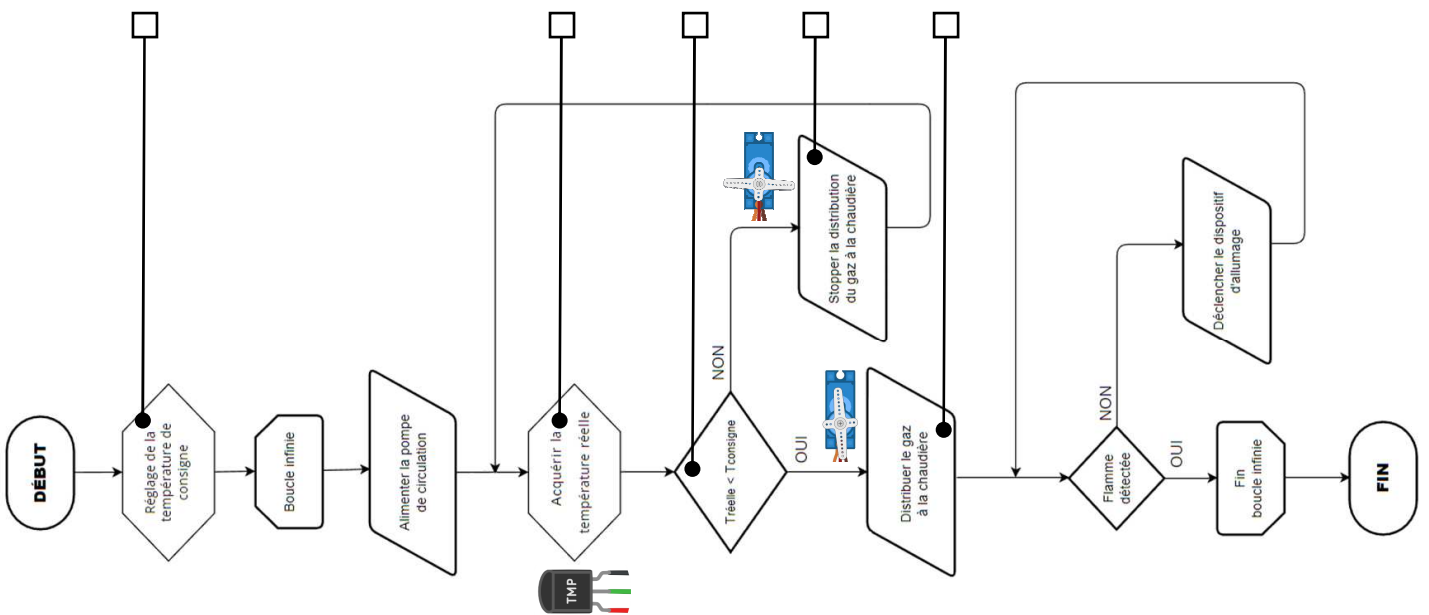 DÉBUT
Réglage de la
température de
consigne
Boucle infinie
Alimenter la pompe
de circulation
Acquérir la
température réelle
TMP
Tréelle < Tconsigne
NON
Stopper la distribution
du gaz à la chaudière
OUI
Distribuer le gaz
à la chaudière
Flamme
détectée
NON
Déclencher le dispositif
d'allumage
OUI
Fin
boucle infinie
FIN